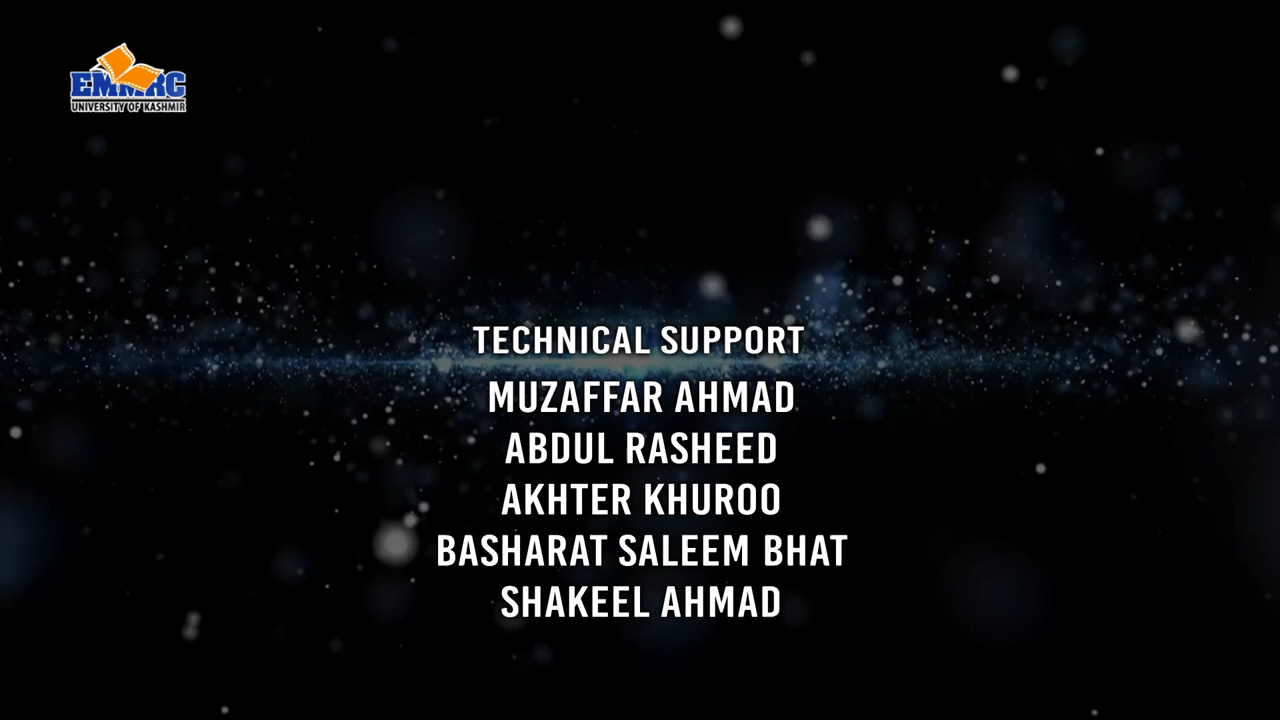 EMMRC
UNIVERSITY OF KASHMIR
TECHNICAL SUPPORT
MUZAFFAR AHMAD
ABDUL RASHEED
AKHTER KHUROO
BASHARAT SALEEM BHAT
SHAKEEL AHMAD